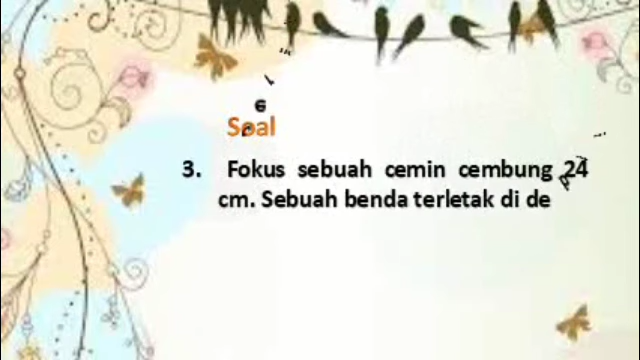 Soal
3. Fokus sebuah cemin cembung 24
cm. Sebuah benda terletak di de